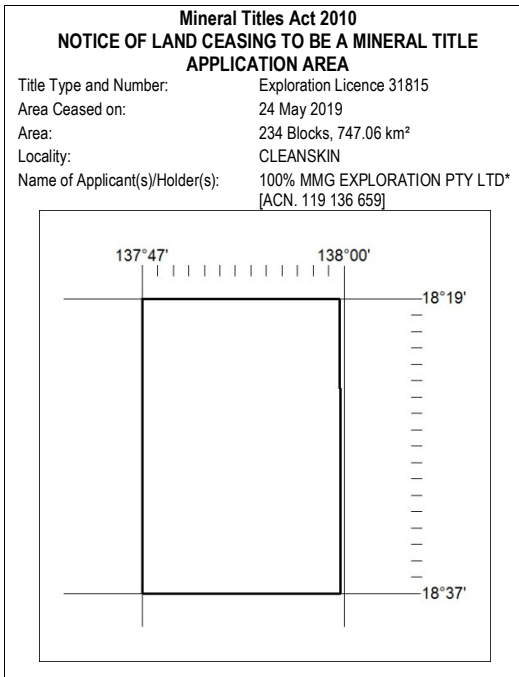 Mineral Titles Act 2010
NOTICE OF LAND CEASING TO BE A MINERAL TITLE
APPLICATION AREA
Title Type and Number: Exploration Licence 31815
Area Ceased on: 24 May 2019
Area: 234 Blocks, 747.06 km²
Locality: CLEANSKIN
Name of Applicant(s)/Holder(s): 100% MMG EXPLORATION PTY LTD*
[ACN. 119 136 659]
137°47' 138°00'
18°19'
18°37'